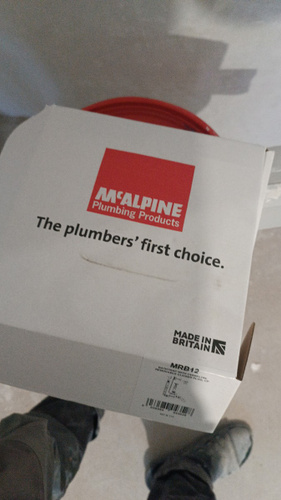 McALPINE
Plumbing Products
The plumbers' first choice.
MADE IN
BRITAIN
MRB12